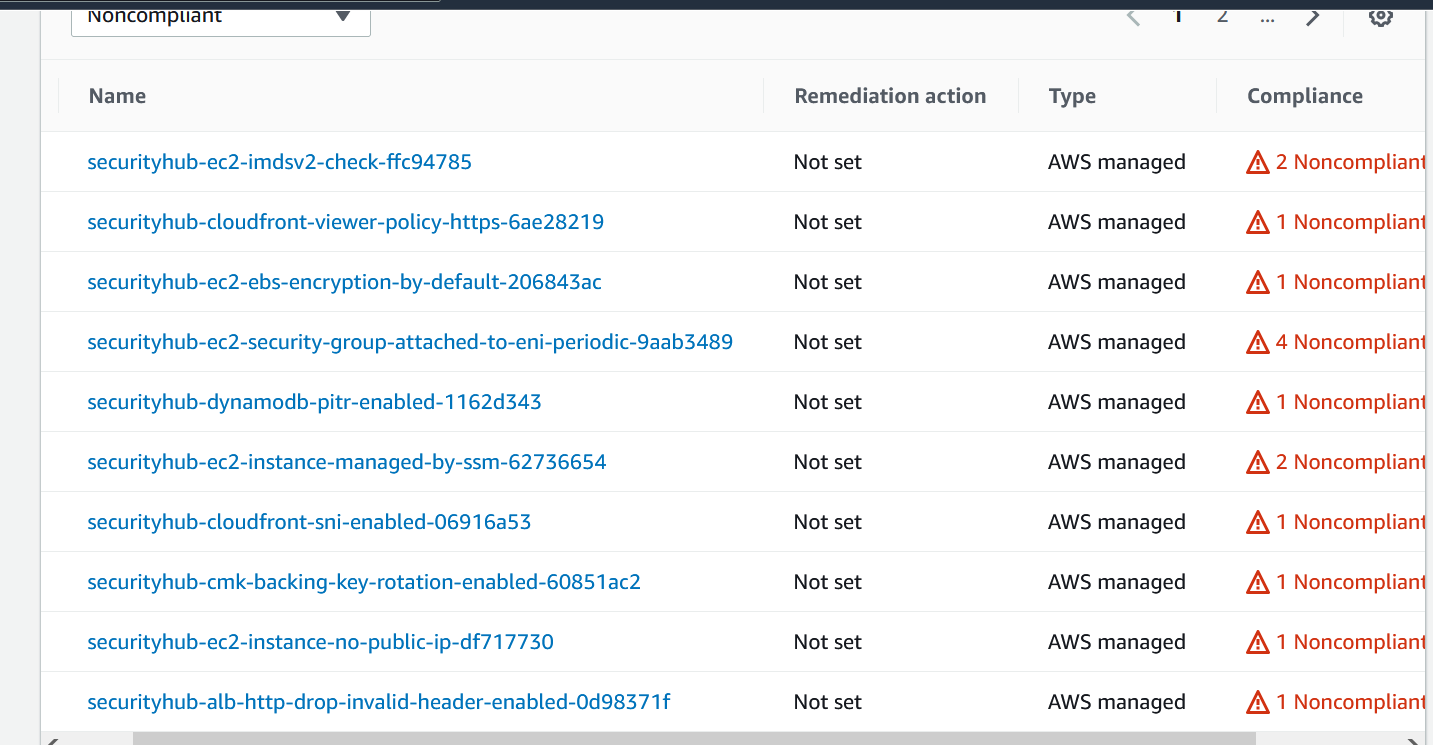 Noncompliant 1 2 ...
Name Remediation action Type Compliance
securityhub-ec2-imdsv2-check-ffc94785 Not set AWS managed 2 Noncompliant
securityhub-cloudfront-viewer-policy-https-6ae28219 Not set AWS managed 1 Noncompliant
securityhub-ec2-ebs-encryption-by-default-206843ac Not set AWS managed 1 Noncompliant
securityhub-ec2-security-group-attached-to-eni-periodic-9aab3489 Not set AWS managed 4 Noncompliant
securityhub-dynamodb-pitr-enabled-1162d343 Not set AWS managed 1 Noncompliant
securityhub-ec2-instance-managed-by-ssm-62736654 Not set AWS managed 2 Noncompliant
securityhub-cloudfront-sni-enabled-06916a53 Not set AWS managed 1 Noncompliant
securityhub-cmk-backing-key-rotation-enabled-60851ac2 Not set AWS managed 1 Noncompliant
securityhub-ec2-instance-no-public-ip-df717730 Not set AWS managed 1 Noncompliant
securityhub-alb-http-drop-invalid-header-enabled-0d98371f Not set AWS managed 1 Noncompliant